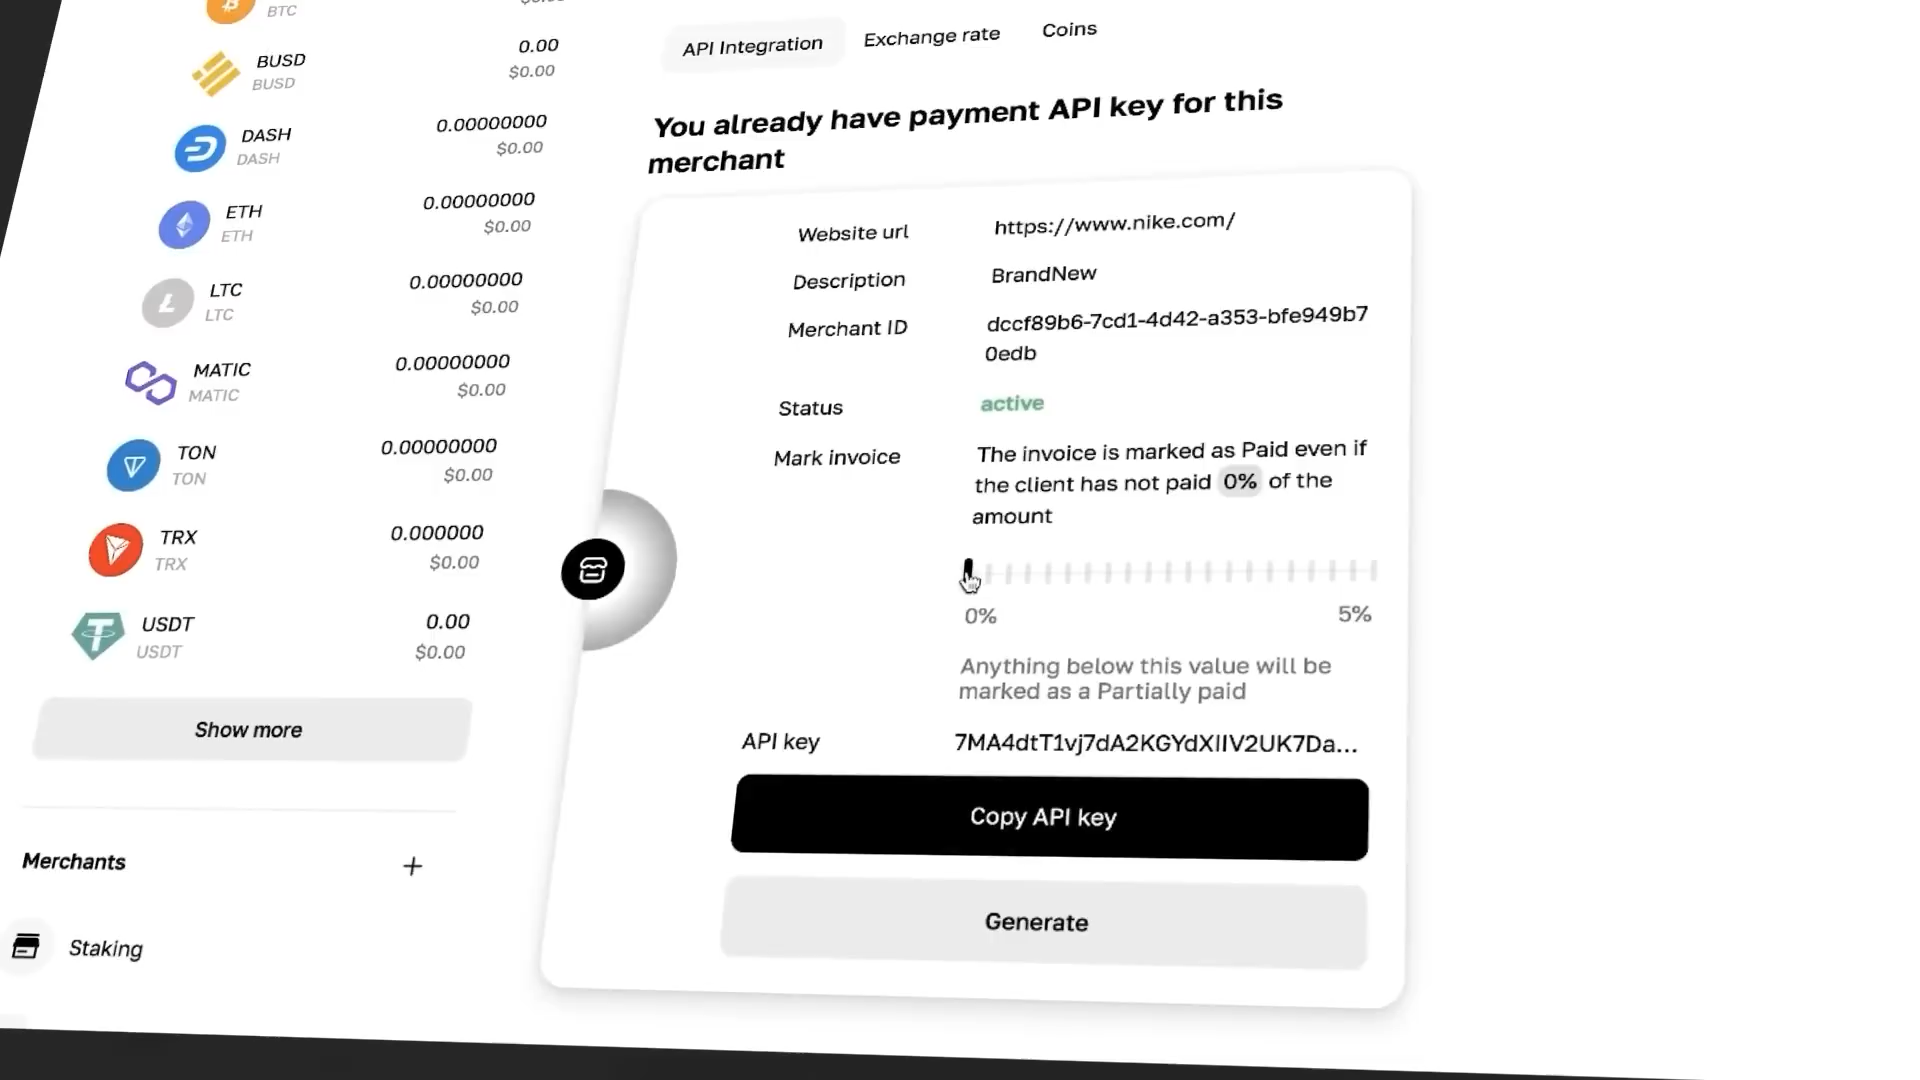 BTC
BUSD
0.00
BUSD
$0.00
DASH
0.00000000
DASH
$0.00
ETH
0.00000000
ETH
$0.00
LTC
0.00000000
LTC
$0.00
MATIC
0.00000000
MATIC
$0.00
TON
0.00000000
TON
$0.00
TRX
0.000000
TRX
$0.00
USDT
0.00
USDT
$0.00
Show more
Merchants
Staking
API Integration Exchange rate Coins
You already have payment API key for this
merchant
Website url https://www.nike.com/
Description BrandNew
Merchant ID dccf89b6-7cd1-4d42-a353-bfe949b7
0edb
Status active
Mark invoice The invoice is marked as Paid even if
the client has not paid 0% of the
amount
0% 5%
Anything below this value will be
marked as a Partially paid
API key 7MA4dtT1vj7dA2KGYdXIIV2UK7Da...
Copy API key
Generate